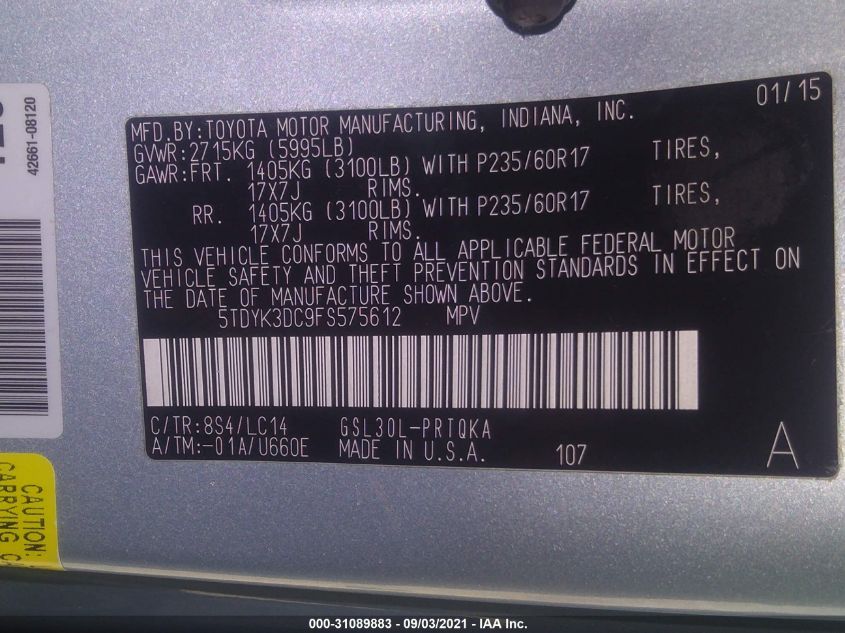 01/15
MFD.BY:TOYOTA MOTOR MANUFACTURING, INDIANA, INC.
GVWR:2715KG (5995LB)
GAWR:FRT. 1405KG (3100LB) WITH P235/60R17 TIRES,
17X7J RIMS.
RR. 1405KG (3100LB) WITH P235/60R17 TIRES,
17X7J RIMS.
THIS VEHICLE CONFORMS TO ALL APPLICABLE FEDERAL MOTOR
VEHICLE SAFETY AND THEFT PREVENTION STANDARDS IN EFFECT ON
THE DATE OF MANUFACTURE SHOWN ABOVE.
5TDYK3DC9FS575612 MPV
C/TR:8S4/LC14 GSL30L-PRTQKA
A/TM:-01A/U660E MADE IN U.S.A. 107 A
42661-08120
CAUTION:
CARRYING
000-31089883 - 09/03/2021 - IAA Inc.